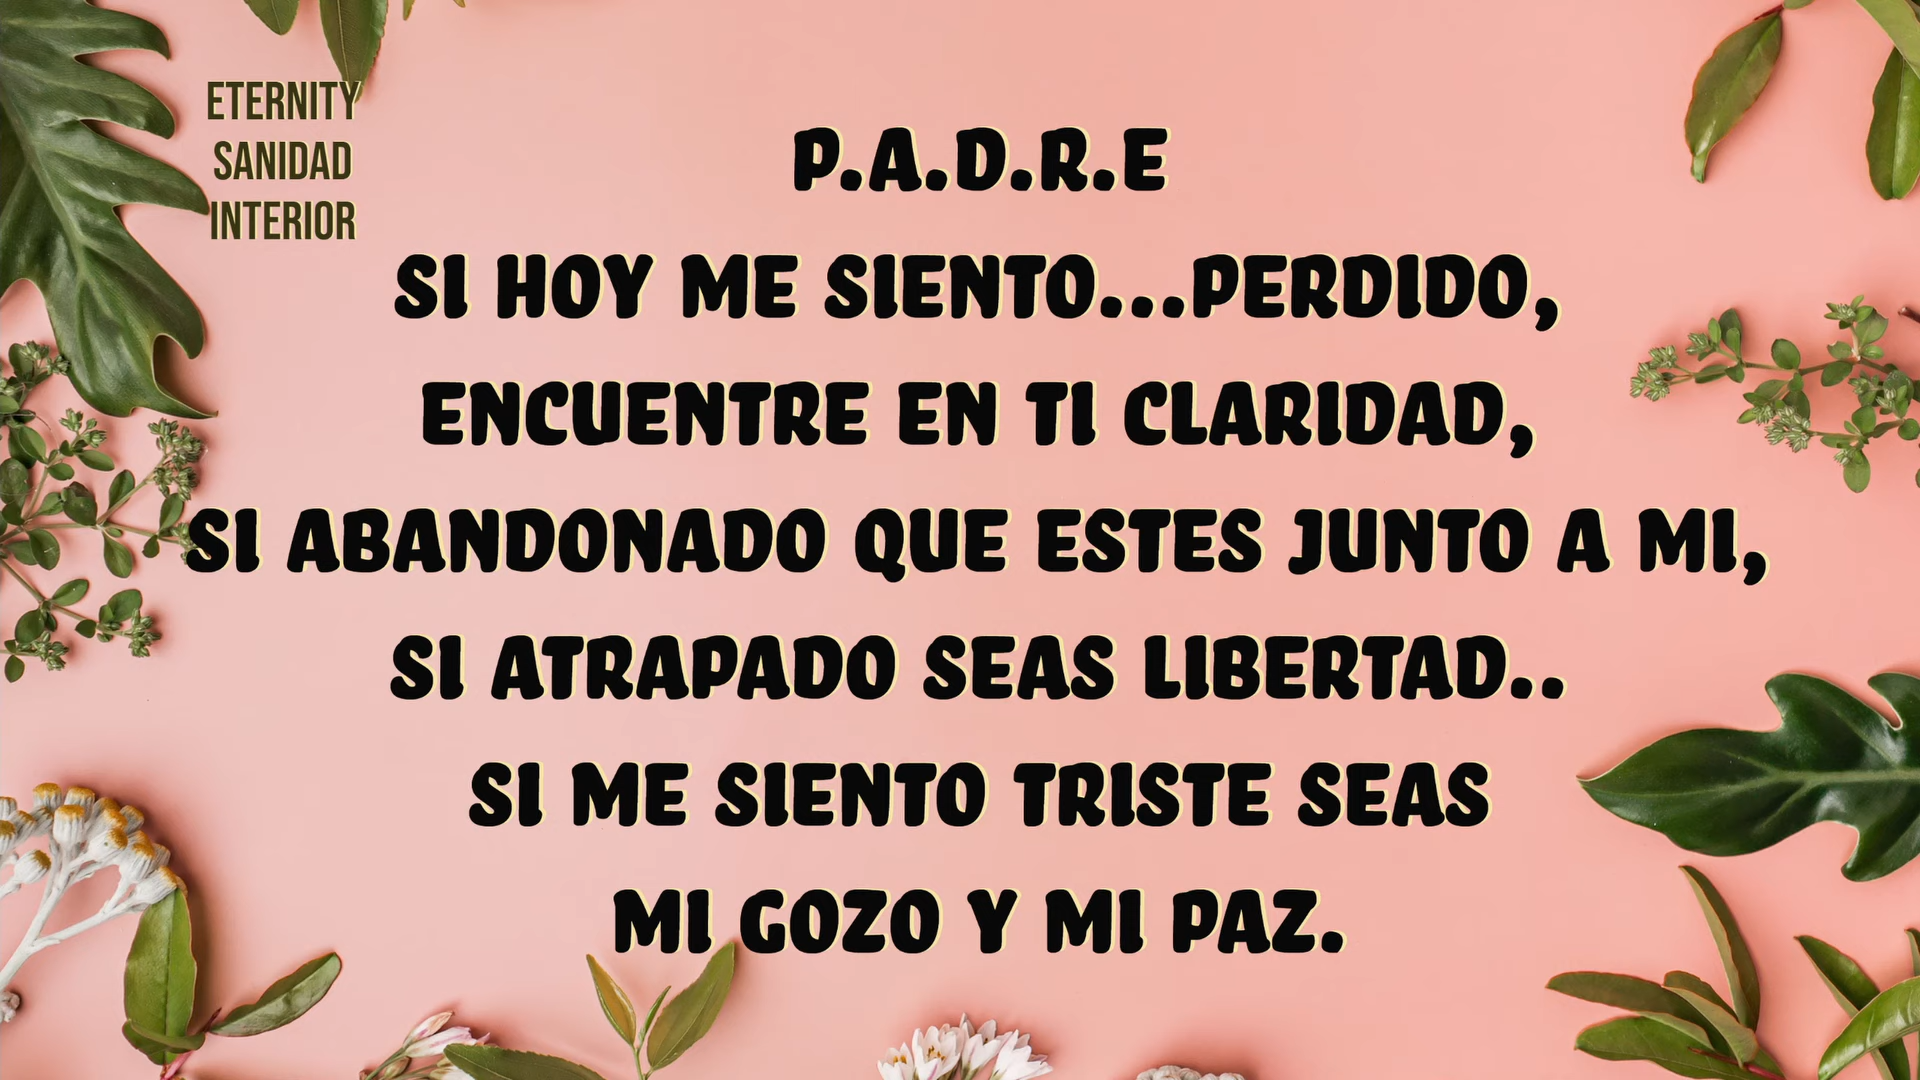 ETERNITY
SANIDAD
INTERIOR
P.A.D.R.E
SI HOY ME SIENTO...PERDIDO,
ENCUENTRE EN TI CLARIDAD,
SI ABANDONADO QUE ESTES JUNTO A MI,
SI ATRAPADO SEAS LIBERTAD..
SI ME SIENTO TRISTE SEAS
MI GOZO Y MI PAZ.